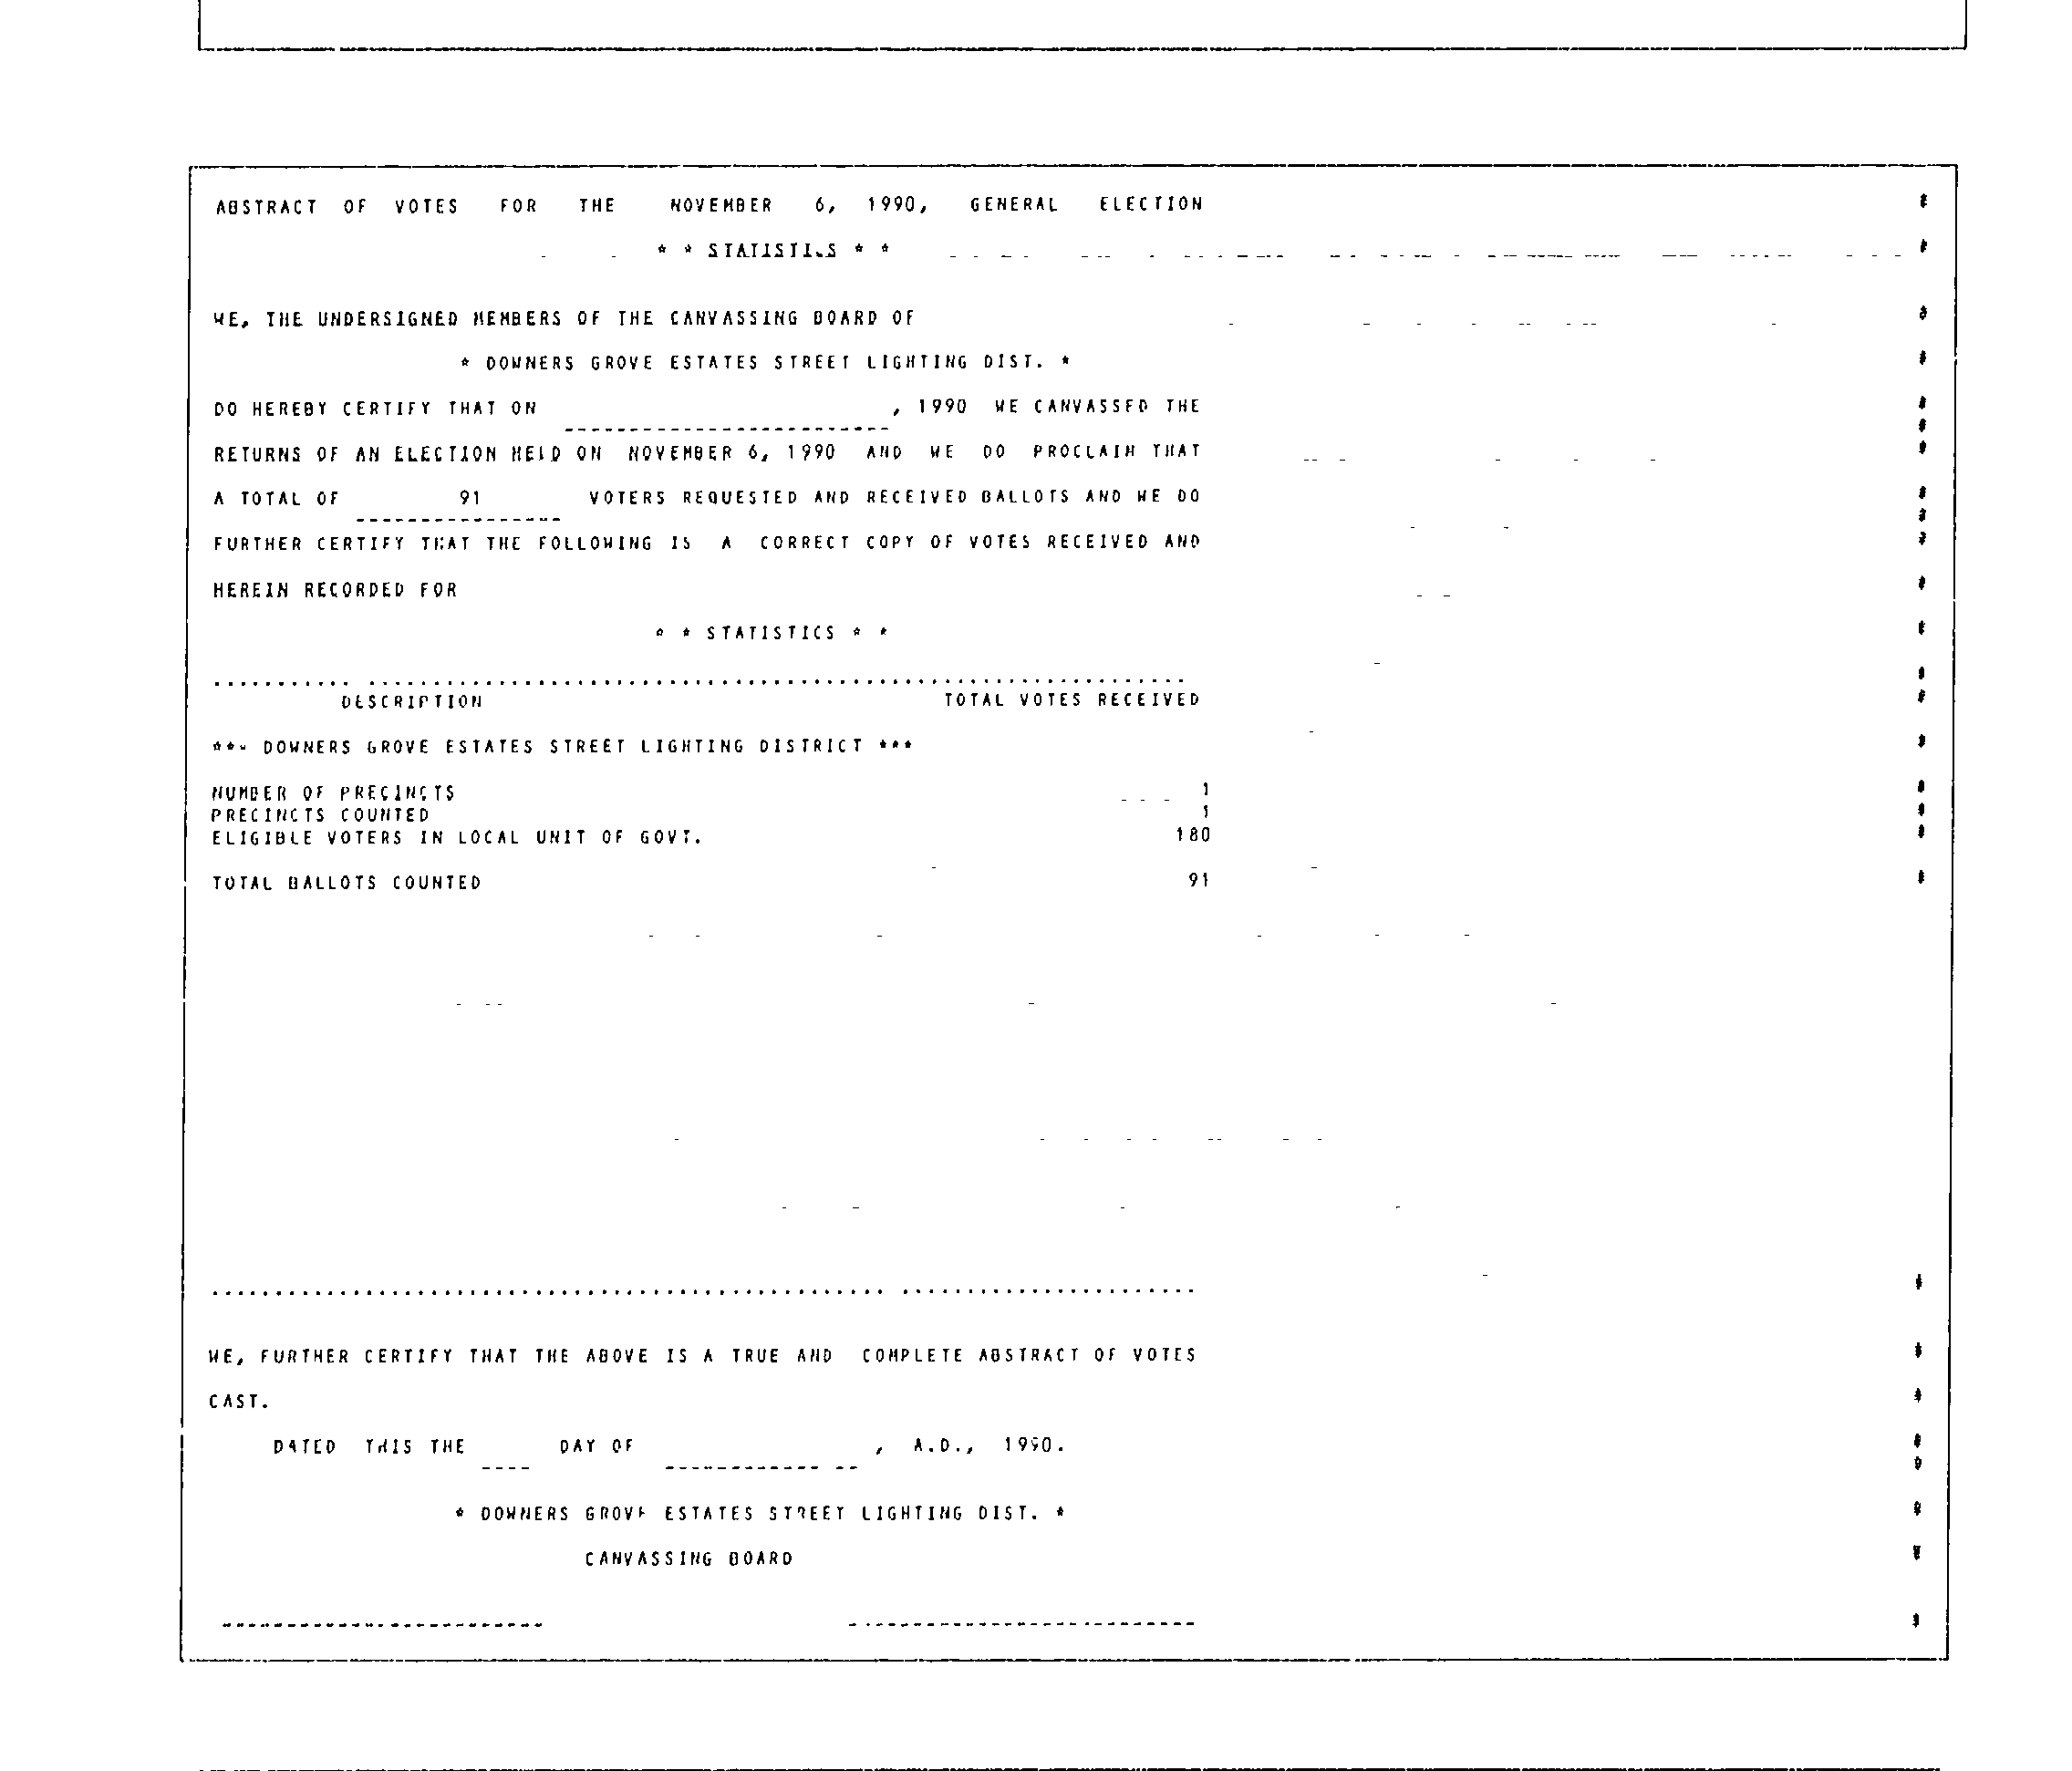 ABSTRACT OF VOTES FOR THE NOVEMBER 6, 1990, GENERAL ELECTION
* * STATISTICS * *
WE, THE UNDERSIGNED MEMBERS OF THE CANVASSING BOARD OF
* DOWNERS GROVE ESTATES STREET LIGHTING DIST. *
DO HEREBY CERTIFY THAT ON , 1990 WE CANVASSED THE
RETURNS OF AN ELECTION HELD ON NOVEMBER 6, 1990 AND WE DO PROCLAIM THAT
A TOTAL OF 91 VOTERS REQUESTED AND RECEIVED BALLOTS AND WE DO
FURTHER CERTIFY THAT THE FOLLOWING IS A CORRECT COPY OF VOTES RECEIVED AND
HEREIN RECORDED FOR
* * STATISTICS * *
DESCRIPTION TOTAL VOTES RECEIVED
*** DOWNERS GROVE ESTATES STREET LIGHTING DISTRICT ***
NUMBER OF PRECINCTS 1
PRECINCTS COUNTED 1
ELIGIBLE VOTERS IN LOCAL UNIT OF GOVT. 180
TOTAL BALLOTS COUNTED 91
WE, FURTHER CERTIFY THAT THE ABOVE IS A TRUE AND COMPLETE ABSTRACT OF VOTES
CAST.
DATED THIS THE ____ DAY OF ____ , A.D., 1990.
* DOWNERS GROVE ESTATES STREET LIGHTING DIST. *
CANVASSING BOARD